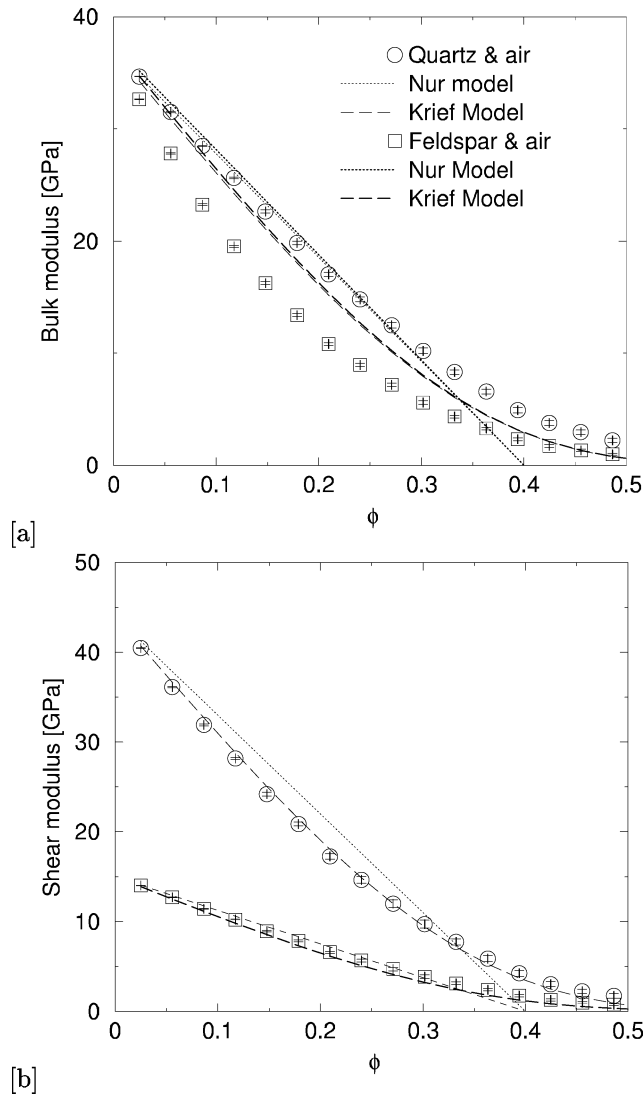 40
20
0
Bulk modulus [GPa]
Quartz & air
Nur model
Krief Model
Feldspar & air
Nur Model
Krief Model
0 0.1 0.2 0.3 0.4 0.5
ϕ
[a]
50
40
30
20
10
0
Shear modulus [GPa]
0 0.1 0.2 0.3 0.4 0.5
ϕ
[b]